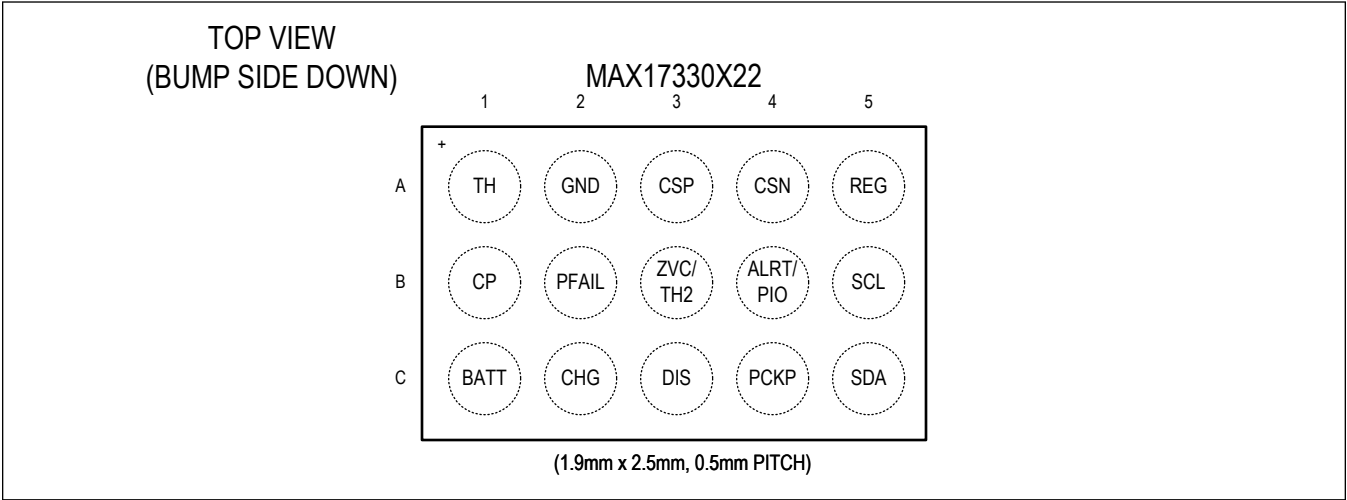 TOP VIEW
(BUMP SIDE DOWN)
MAX17330X22
1 2 3 4 5
+
A TH GND CSP CSN REG
B CP PFAIL ZVC/ ALRT/ SCL
TH2 PIO
C BATT CHG DIS PCKP SDA
(1.9mm x 2.5mm, 0.5mm PITCH)